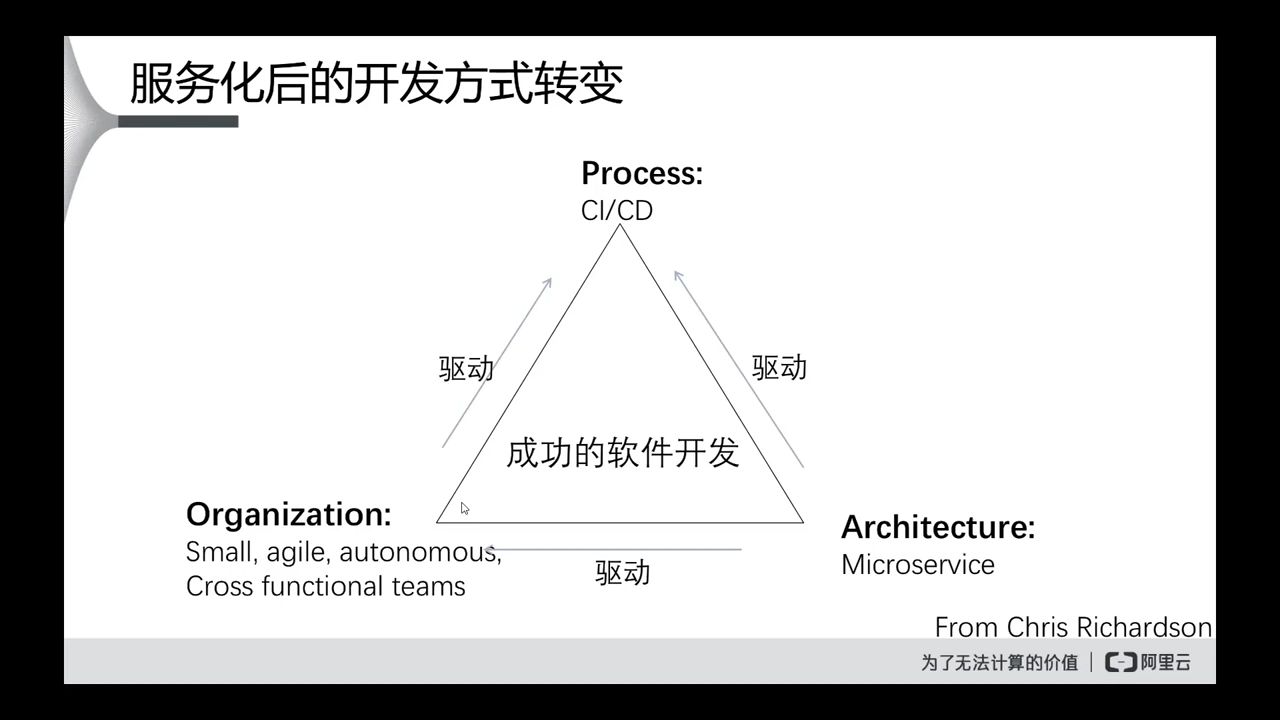 服务化后的开发方式转变
Process:
CI/CD
驱动
驱动
成功的软件开发
Organization:
Small, agile, autonomous,
Cross functional teams
Architecture:
Microservice
驱动
From Chris Richardson
为了无法计算的价值 | 阿里云